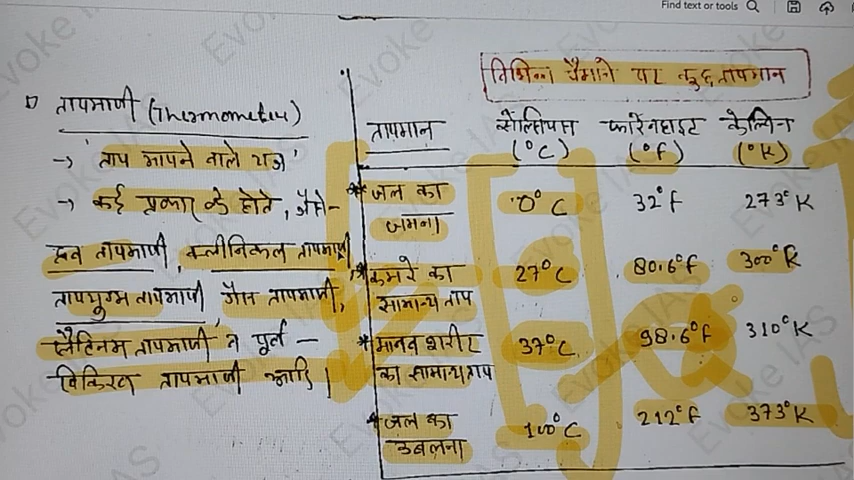 Find text or tools
विभिन्न पैमाने पर कुछ तापमान
तापमापी (Thermometer)
→ 'ताप मापने वाले यंत्र'
→ कई प्रकार के होते, जैसे-
द्रव तापमापी, क्लीनिकल तापमापी,
तापयुग्म तापमापी, गैस तापमापी,
प्लैटिनम तापमापी व पूर्ण -
विकिरण तापमापी आदि।
तापमान सेल्सियस फारेनहाइट केल्विन
(°C) (°F) (°K)
* जल का जमना 0°C 32°F 273°K
* कमरे का सामान्य ताप 27°C 80.6°F 300°K
* मानव शरीर का सामान्य ताप 37°C 98.6°F 310°K
* जल का उबलना 100°C 212°F 373°K
Evoke IAS